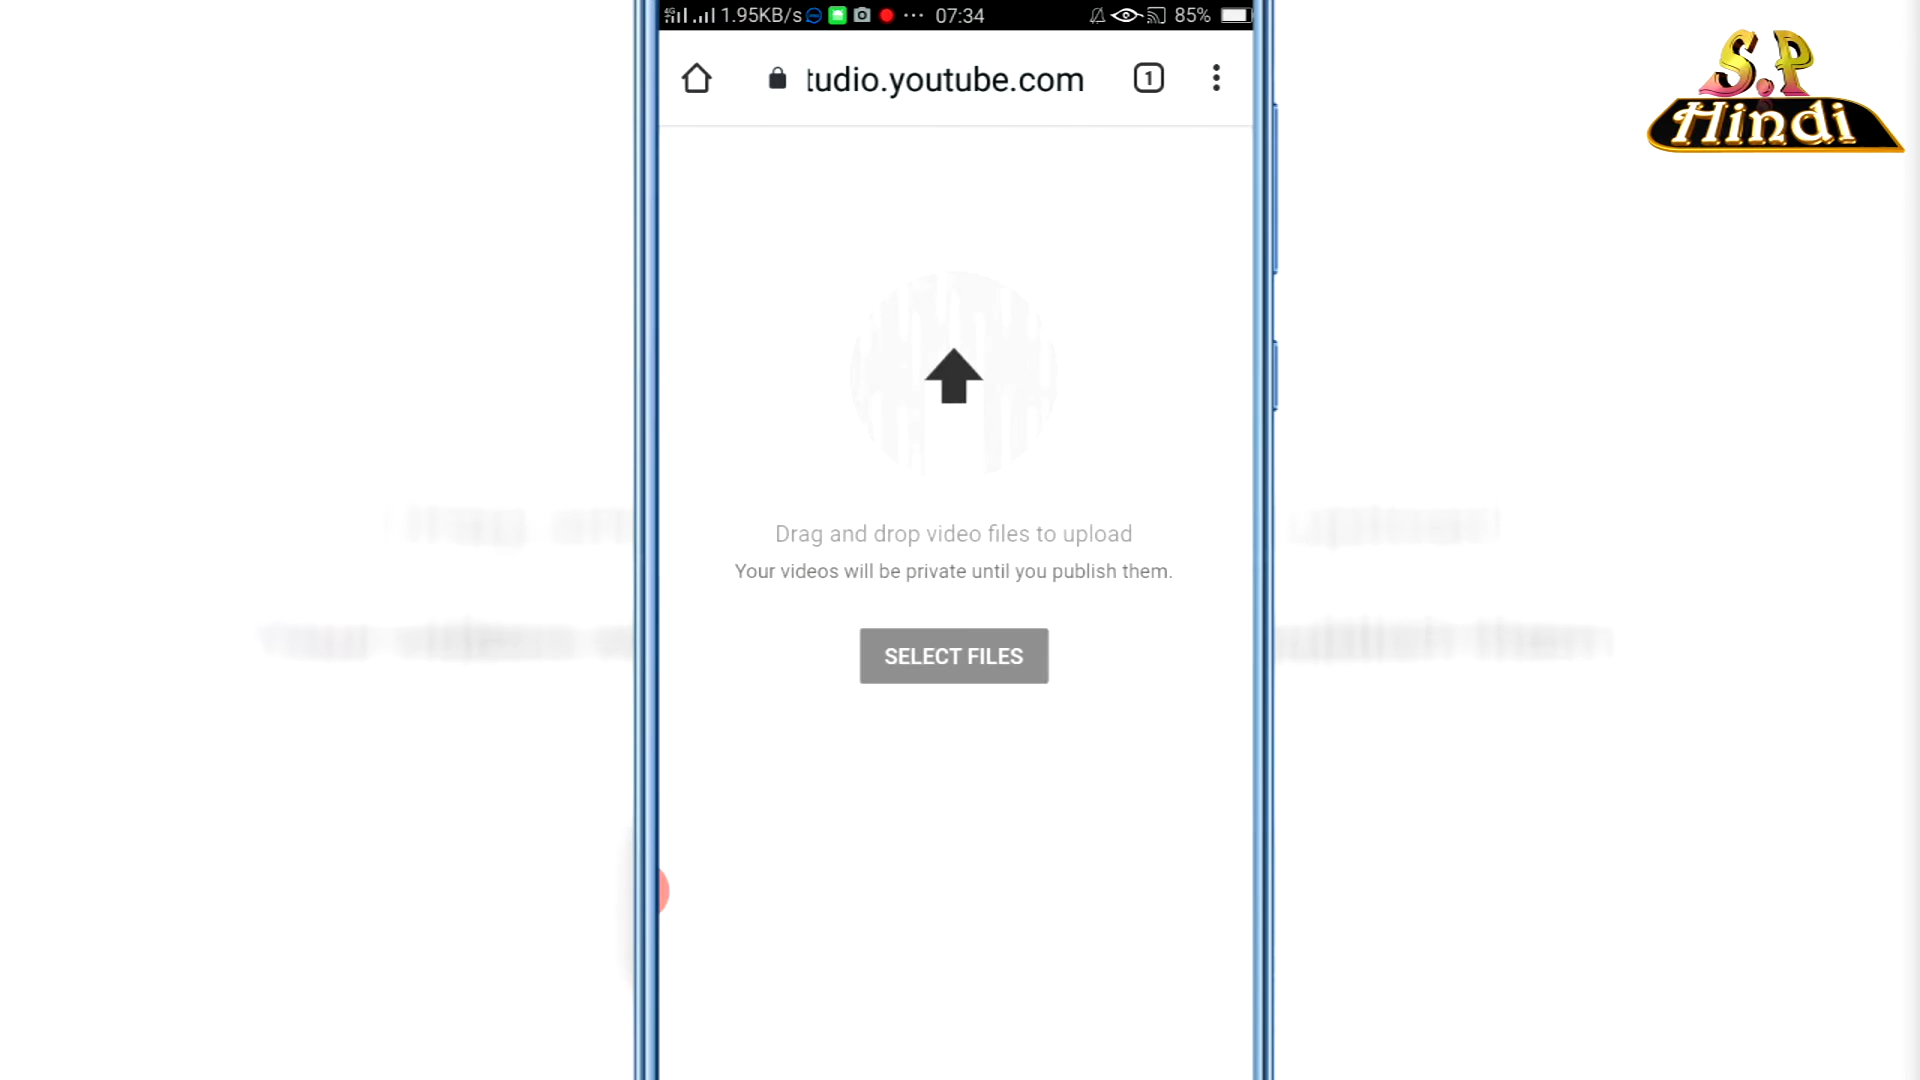 4G 1.95KB/s ... 07:34 85%
tudio.youtube.com 1
S.P
Hindi
Drag and drop video files to upload
Your videos will be private until you publish them.
SELECT FILES